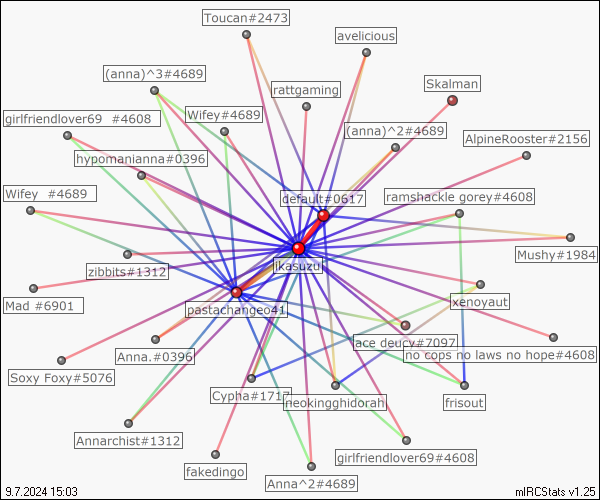 Toucan#2473
avelicious
(anna)^3#4689
rattgaming
Skalman
girlfriendlover69 #4608
Wifey#4689
(anna)^2#4689
AlpineRooster#2156
hypomanianna#0396
Wifey #4689
default#0617
ramshackle gorey#4608
Mushy#1984
zibbits#1312
ikasuzu
Mad #6901
pastachangeo41
xenoyaut
Anna.#0396
lace deucy#7097
no cops no laws no hope#4608
Soxy Foxy#5076
Cypha#1717
neokingghidorah
frisout
Annarchist#1312
girlfriendlover69#4608
fakedingo
Anna^2#4689
9.7.2024 15:03
mIRCStats v1.25